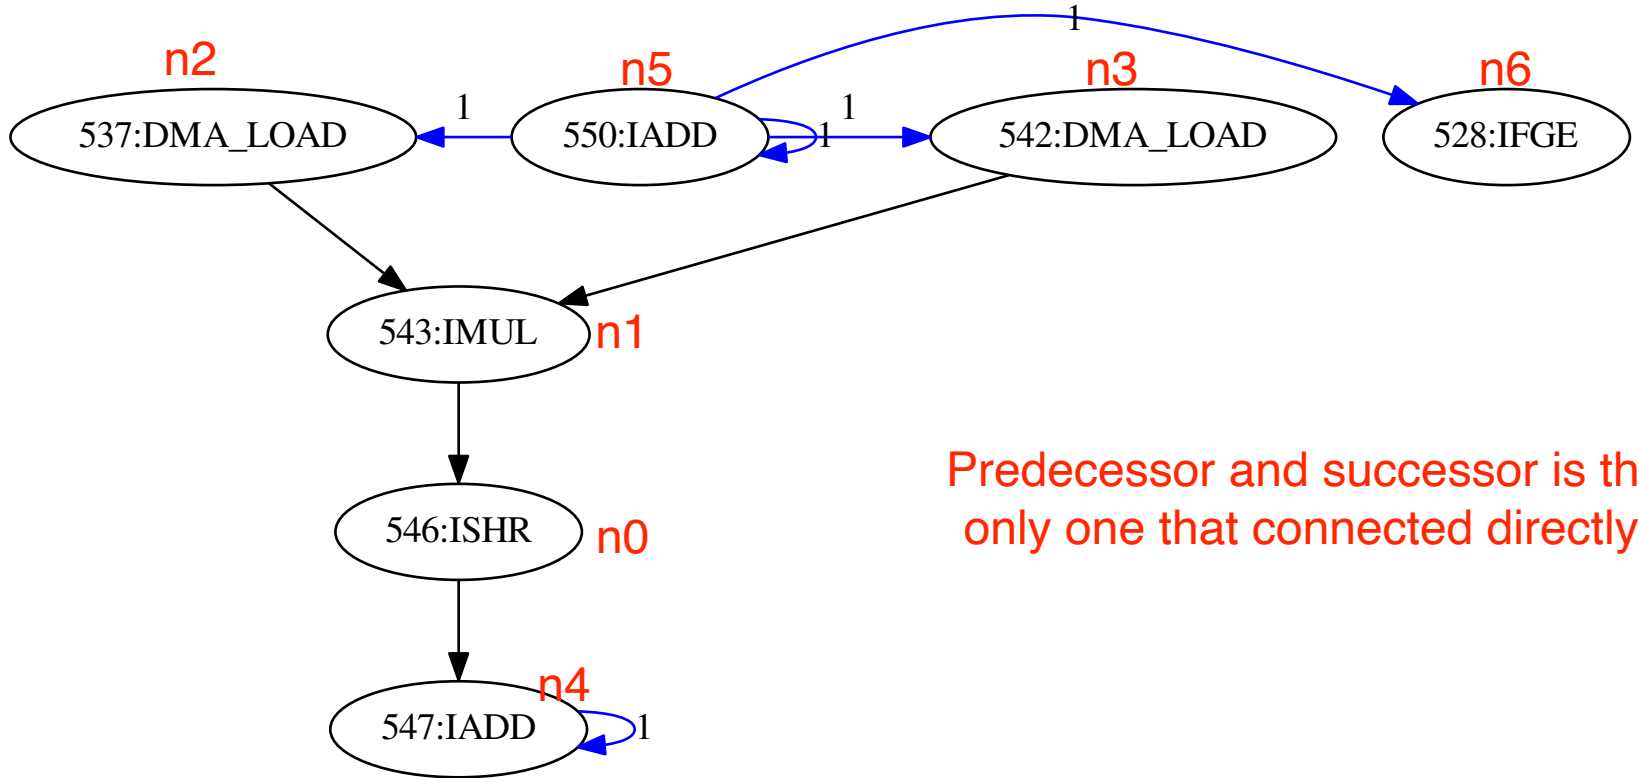 1
n2
n5
n3
n6
1
1
537:DMA_LOAD
550:IADD
1
542:DMA_LOAD
528:IFGE
543:IMUL
n1
Predecessor and successor is th
only one that connected directly
546:ISHR
n0
n4
547:IADD
1